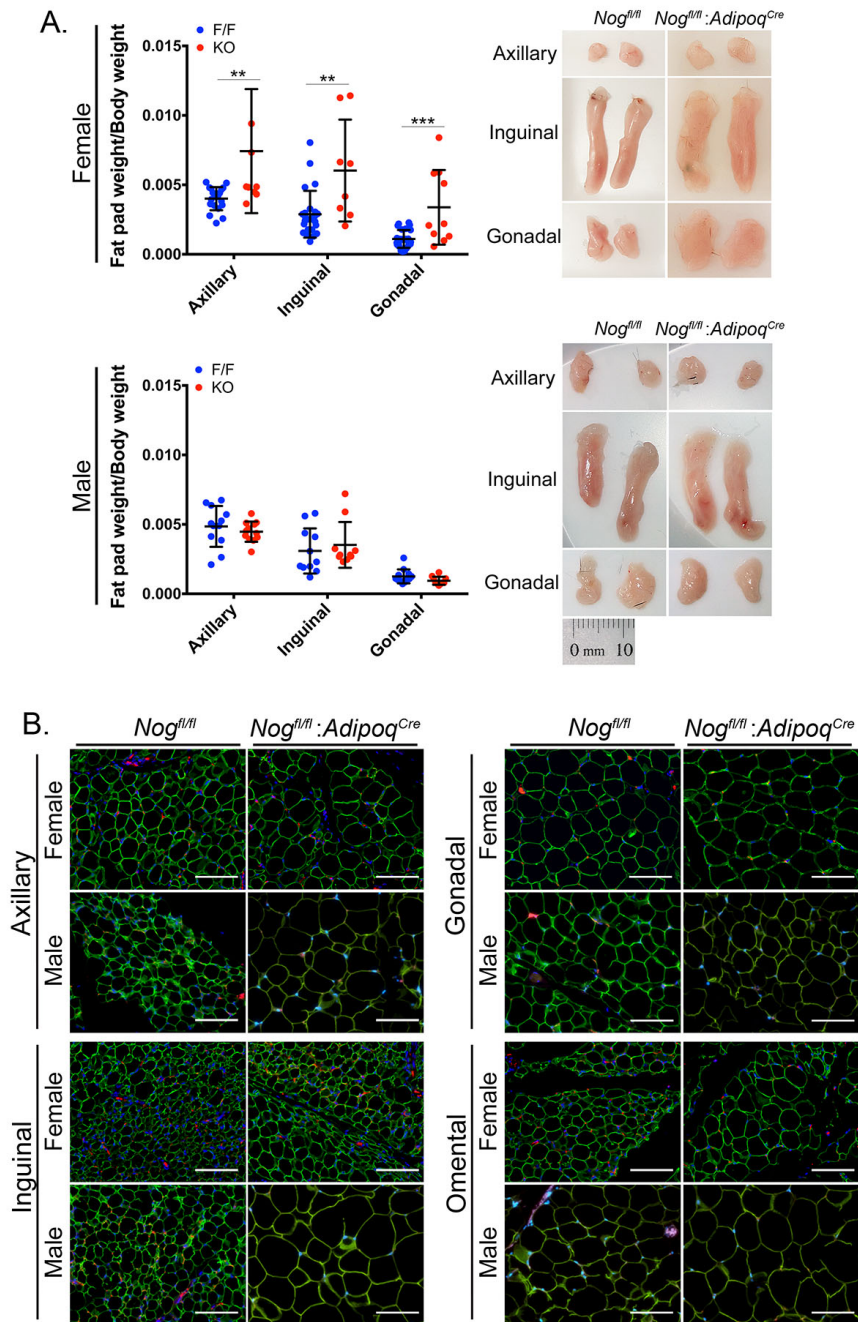 A.
F/F
KO
Female
Fat pad weight/Body weight
0.015
0.010
0.005
0.000
**
**
***
Axillary
Inguinal
Gonadal
Nogfl/fl Nogfl/fl:AdipoqCre
Axillary
Inguinal
Gonadal
F/F
KO
Male
Fat pad weight/Body weight
0.015
0.010
0.005
0.000
Axillary
Inguinal
Gonadal
Nogfl/fl Nogfl/fl:AdipoqCre
Axillary
Inguinal
Gonadal
0 mm 10
B.
Nogfl/fl Nogfl/fl:AdipoqCre
Axillary
Female
Male
Inguinal
Female
Male
Nogfl/fl Nogfl/fl:AdipoqCre
Gonadal
Female
Male
Omental
Female
Male